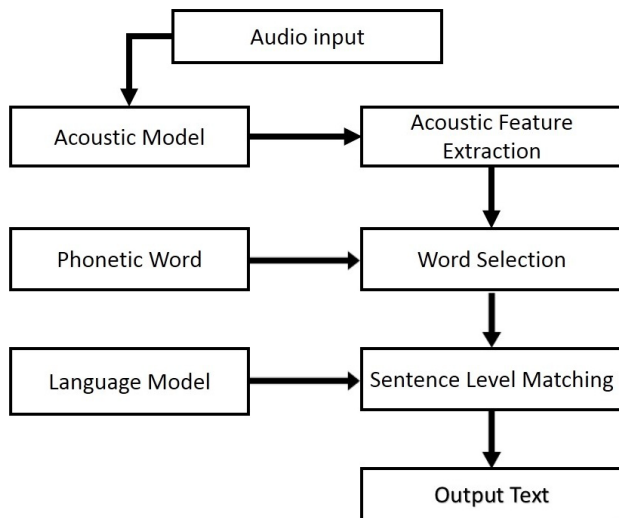 Audio input
Acoustic Model
Acoustic Feature
Extraction
Phonetic Word
Word Selection
Language Model
Sentence Level Matching
Output Text